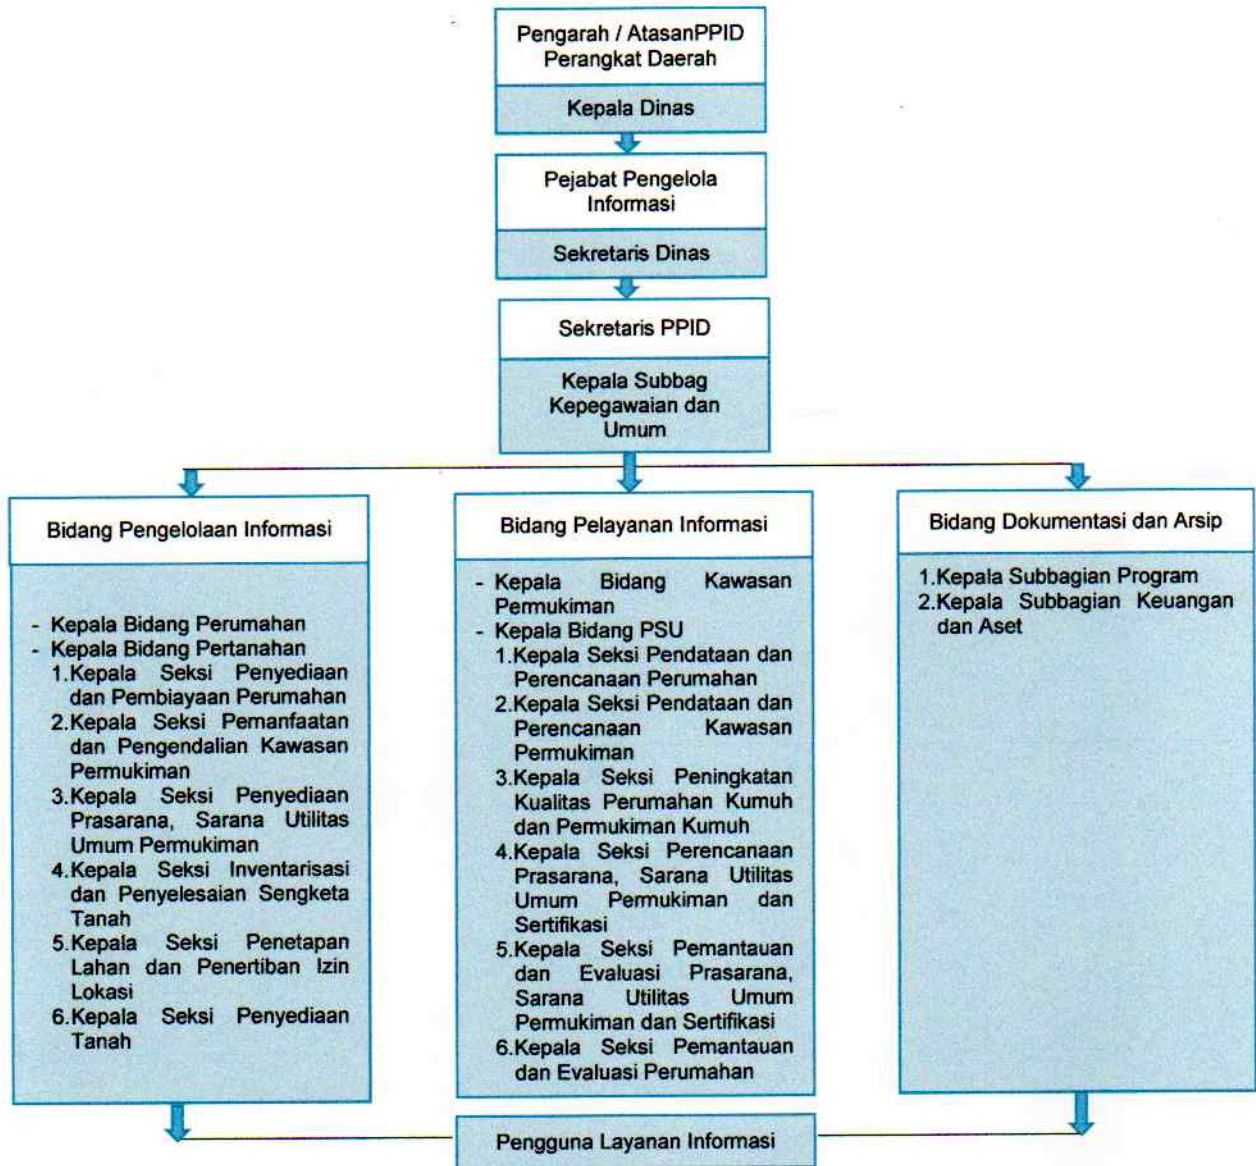 Pengarah / AtasanPPID
Perangkat Daerah
Kepala Dinas
Pejabat Pengelola
Informasi
Sekretaris Dinas
Sekretaris PPID
Kepala Subbag
Kepegawaian dan
Umum
Bidang Pengelolaan Informasi
- Kepala Bidang Perumahan
- Kepala Bidang Pertanahan
1.Kepala Seksi Penyediaan
dan Pembiayaan Perumahan
2.Kepala Seksi Pemanfaatan
dan Pengendalian Kawasan
Permukiman
3.Kepala Seksi Penyediaan
Prasarana, Sarana Utilitas
Umum Permukiman
4.Kepala Seksi Inventarisasi
dan Penyelesaian Sengketa
Tanah
5.Kepala Seksi Penetapan
Lahan dan Penertiban Izin
Lokasi
6.Kepala Seksi Penyediaan
Tanah
Bidang Pelayanan Informasi
- Kepala Bidang Kawasan
Permukiman
- Kepala Bidang PSU
1.Kepala Seksi Pendataan dan
Perencanaan Perumahan
2.Kepala Seksi Pendataan dan
Perencanaan Kawasan
Permukiman
3.Kepala Seksi Peningkatan
Kualitas Perumahan Kumuh
dan Permukiman Kumuh
4.Kepala Seksi Perencanaan
Prasarana, Sarana Utilitas
Umum Permukiman dan
Sertifikasi
5.Kepala Seksi Pemantauan
dan Evaluasi Prasarana,
Sarana Utilitas Umum
Permukiman dan Sertifikasi
6.Kepala Seksi Pemantauan
dan Evaluasi Perumahan
Bidang Dokumentasi dan Arsip
1.Kepala Subbagian Program
2.Kepala Subbagian Keuangan
dan Aset
Pengguna Layanan Informasi